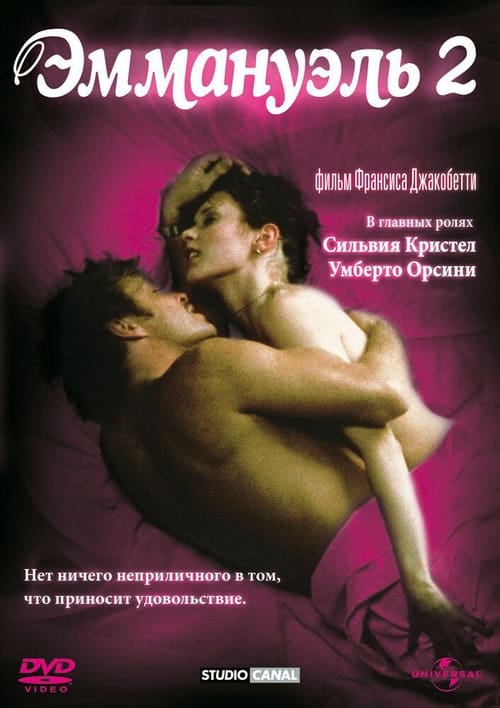 Эммануэль 2
фильм Франсиса Джакобетти
В главных ролях
Сильвия Кристел
Умберто Орсини
Нет ничего неприличного в том,
что приносит удовольствие.
DVD
VIDEO
STUDIO CANAL
UNIVERSAL